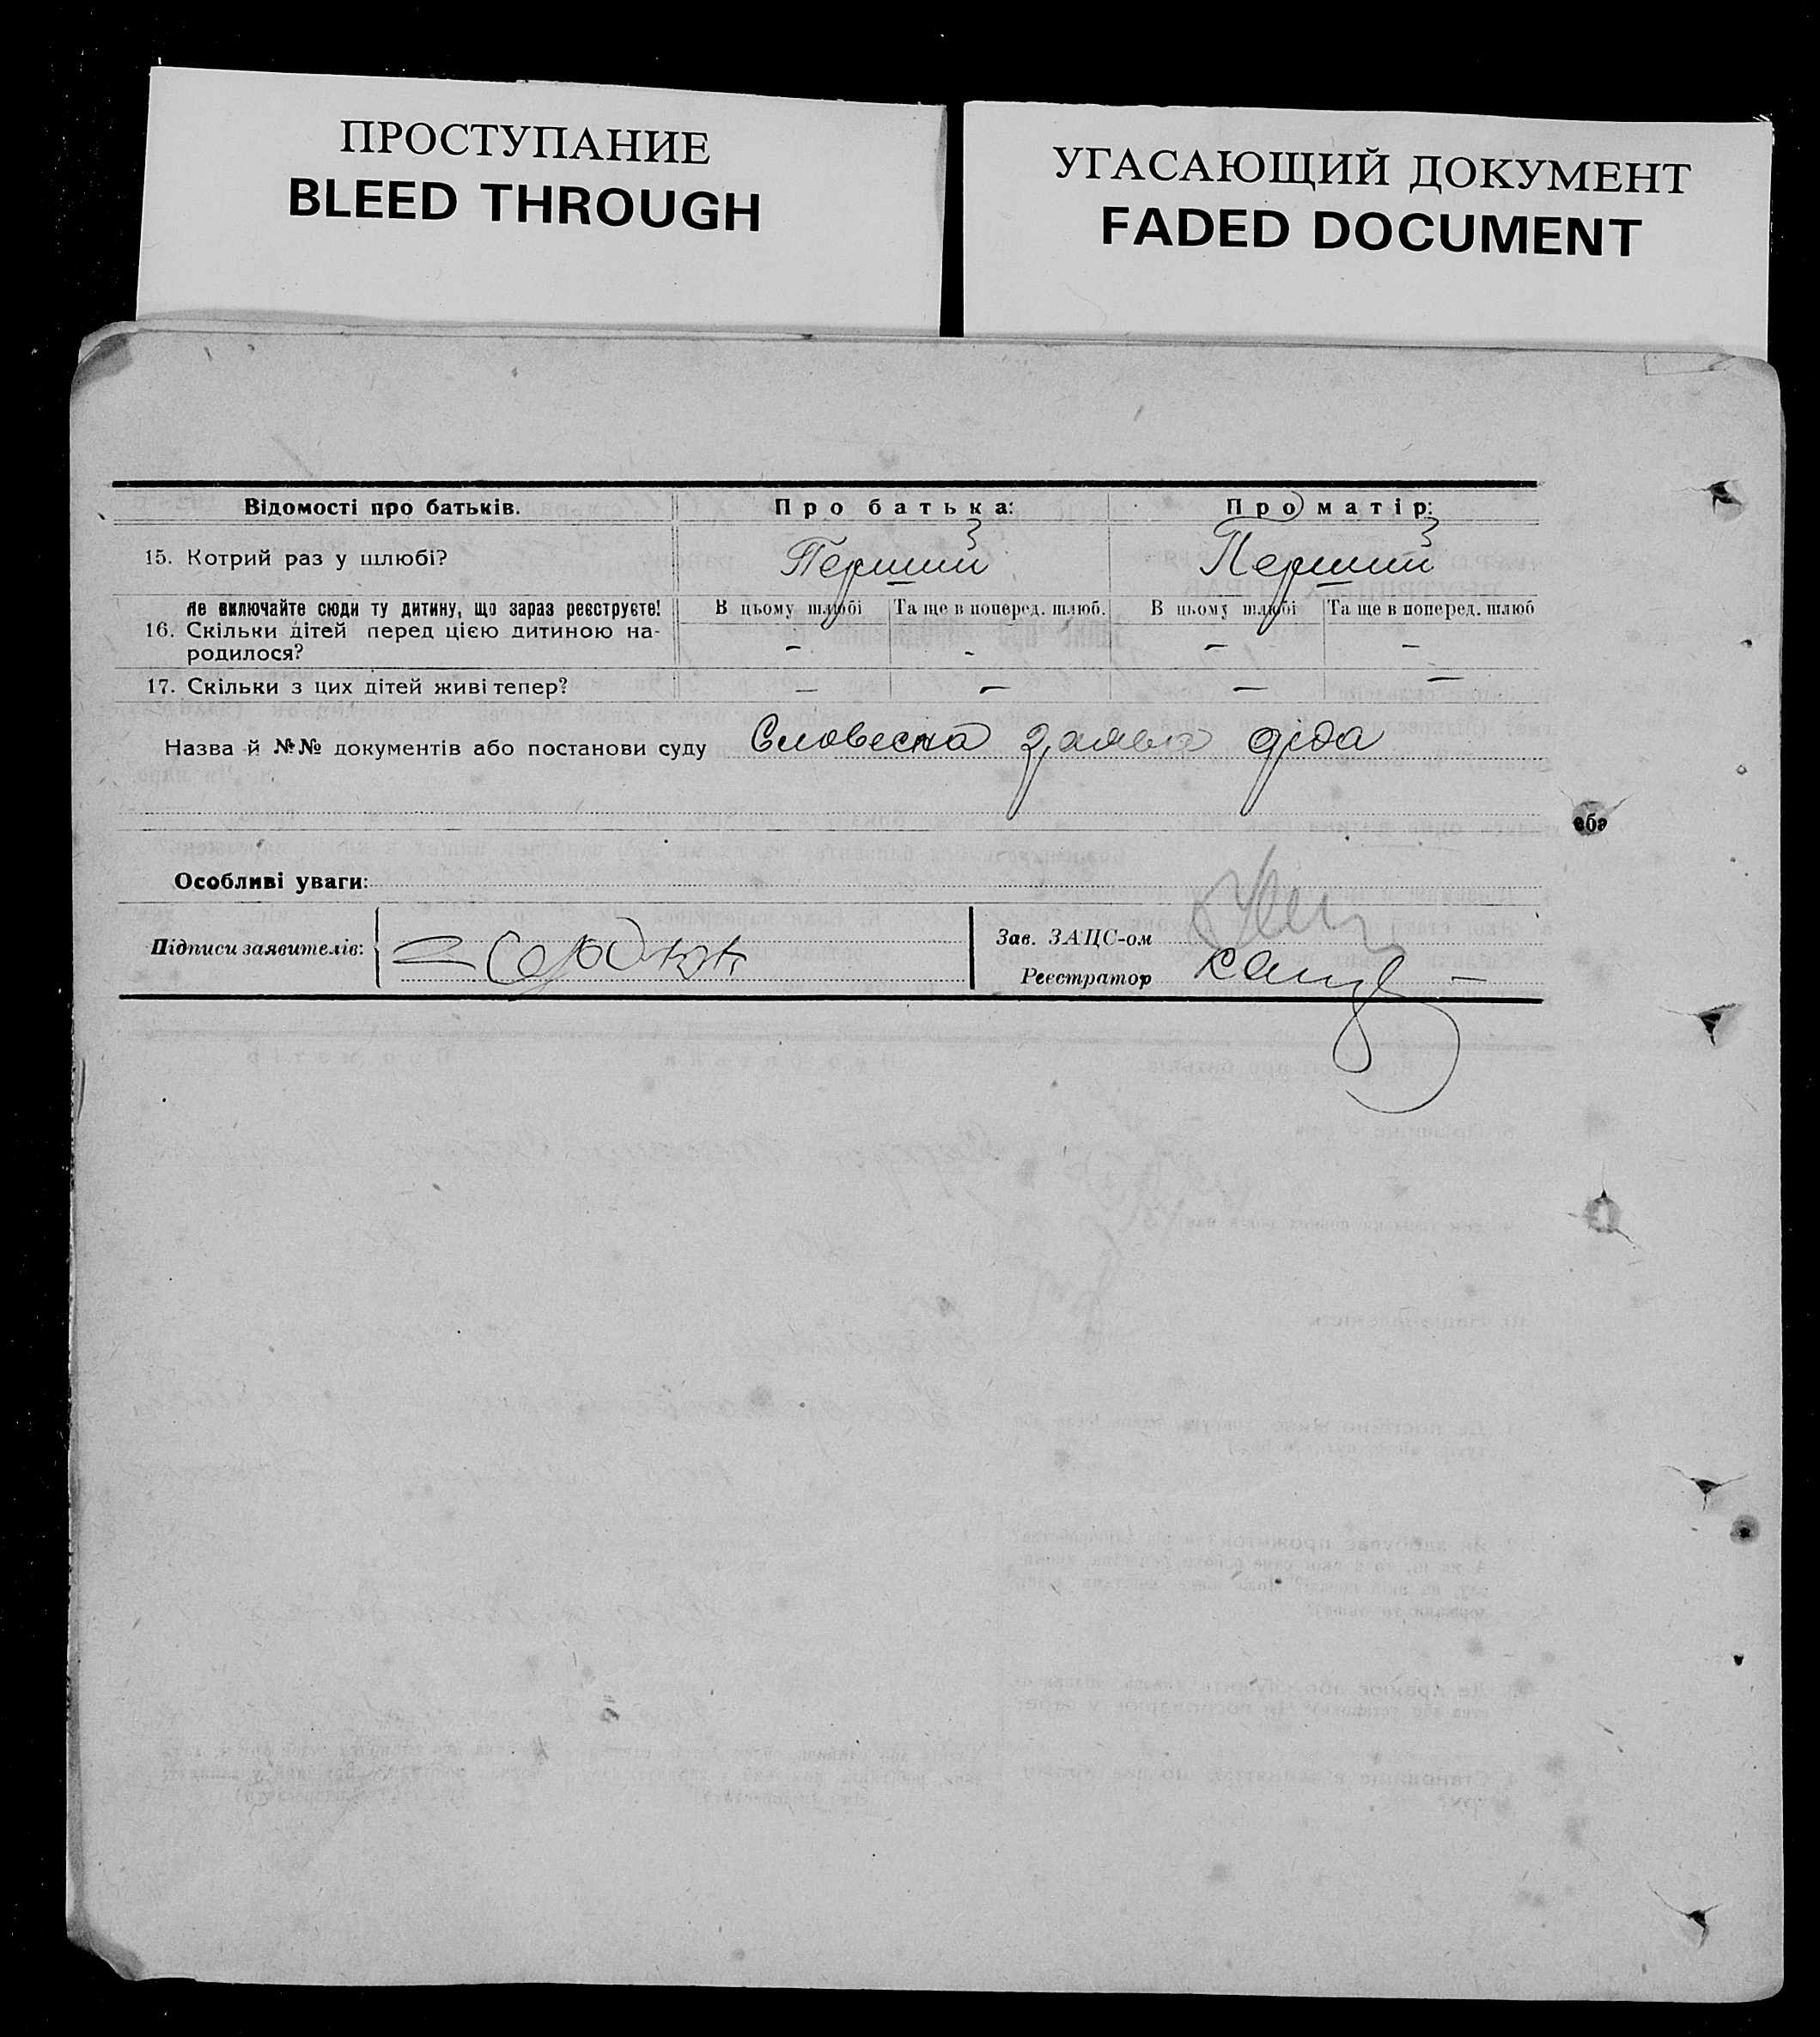 ПРОСТУПАНИЕ
BLEED THROUGH
УГАСАЮЩИЙ ДОКУМЕНТ
FADED DOCUMENT
Відомості про батьків. Про батька: Про матір:
15. Котрий раз у шлюбі? Перший Перший
Не включайте сюди ту дитину, що зараз реєструєте! В цьому шлюбі Та ще в поперед. шлюб. В цьому шлюбі Та ще в поперед. шлюб
16. Скільки дітей перед цією дитиною на-
родилося? - - - -
17. Скільки з цих дітей живі тепер? - - - -
Назва й №№ документів або постанови суду Словесна заява діда
Особливі уваги:
Підписи заявителів:
Зав. ЗАЦС-ом
Реєстратор